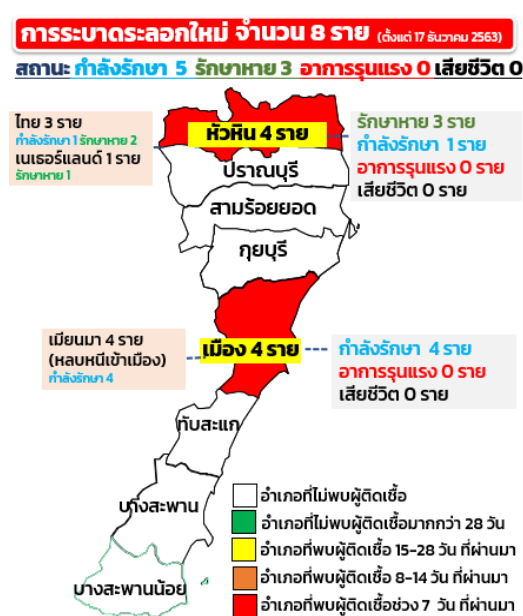 การระบาดระลอกใหม่ จำนวน 8 ราย (ตั้งแต่ 17 ธันวาคม 2563)
สถานะ กำลังรักษา 5 รักษาหาย 3 อาการรุนแรง 0 เสียชีวิต 0
ไทย 3 ราย
กำลังรักษา 1 รักษาหาย 2
เนเธอร์แลนด์ 1 ราย
รักษาหาย 1
หัวหิน 4 ราย
รักษาหาย 3 ราย
กำลังรักษา 1 ราย
อาการรุนแรง 0 ราย
เสียชีวิต 0 ราย
ปราณบุรี
สามร้อยยอด
กุยบุรี
เมียนมา 4 ราย
(หลบหนีเข้าเมือง)
กำลังรักษา 4
เมือง 4 ราย
กำลังรักษา 4 ราย
อาการรุนแรง 0 ราย
เสียชีวิต 0 ราย
ทับสะแก
บางสะพาน
บางสะพานน้อย
อำเภอที่ไม่พบผู้ติดเชื้อ
อำเภอที่ไม่พบผู้ติดเชื้อมากกว่า 28 วัน
อำเภอที่พบผู้ติดเชื้อ 15-28 วัน ที่ผ่านมา
อำเภอที่พบผู้ติดเชื้อ 8-14 วัน ที่ผ่านมา
อำเภอที่พบผู้ติดเชื้อช่วง 7 วัน ที่ผ่านมา